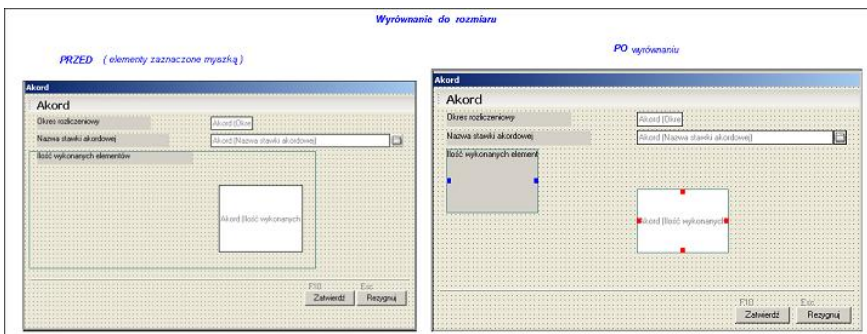 Wyrównanie do rozmiaru
PRZED ( elementy zaznaczone myszką )
Akord
Akord
Okres rozliczeniowy
Akord (Okre
Nazwa stawki akordowej
Akord (Nazwa stawki akordowej)
Ilość wykonanych elementów
Akord (Ilość wykonanych
F10
Esc
Zatwierdź
Rezygnuj
PO wyrównaniu
Akord
Akord
Okres rozliczeniowy
Akord (Okre
Nazwa stawki akordowej
Akord (Nazwa stawki akordowej)
Ilość wykonanych element
Akord (Ilość wykonanych
F10
Esc
Zatwierdź
Rezygnuj